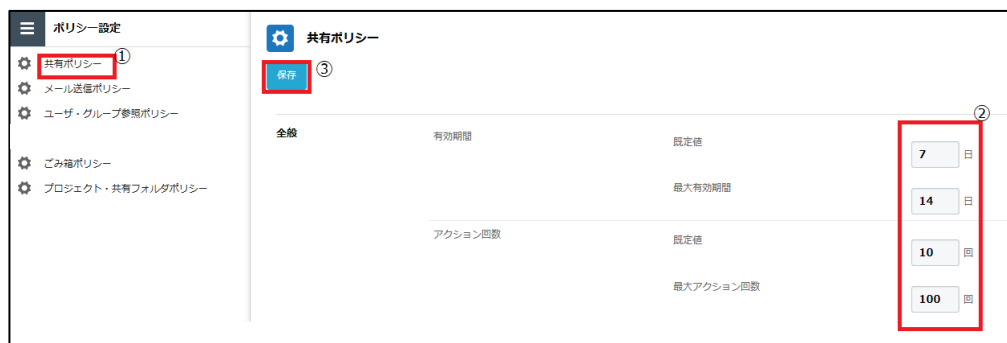 ポリシー設定
共有ポリシー ①
メール送信ポリシー
ユーザ・グループ参照ポリシー
ごみ箱ポリシー
プロジェクト・共有フォルダポリシー
共有ポリシー
保存 ③
②
全般 有効期間 既定値 7 日
最大有効期間 14 日
アクション回数 既定値 10 回
最大アクション回数 100 回